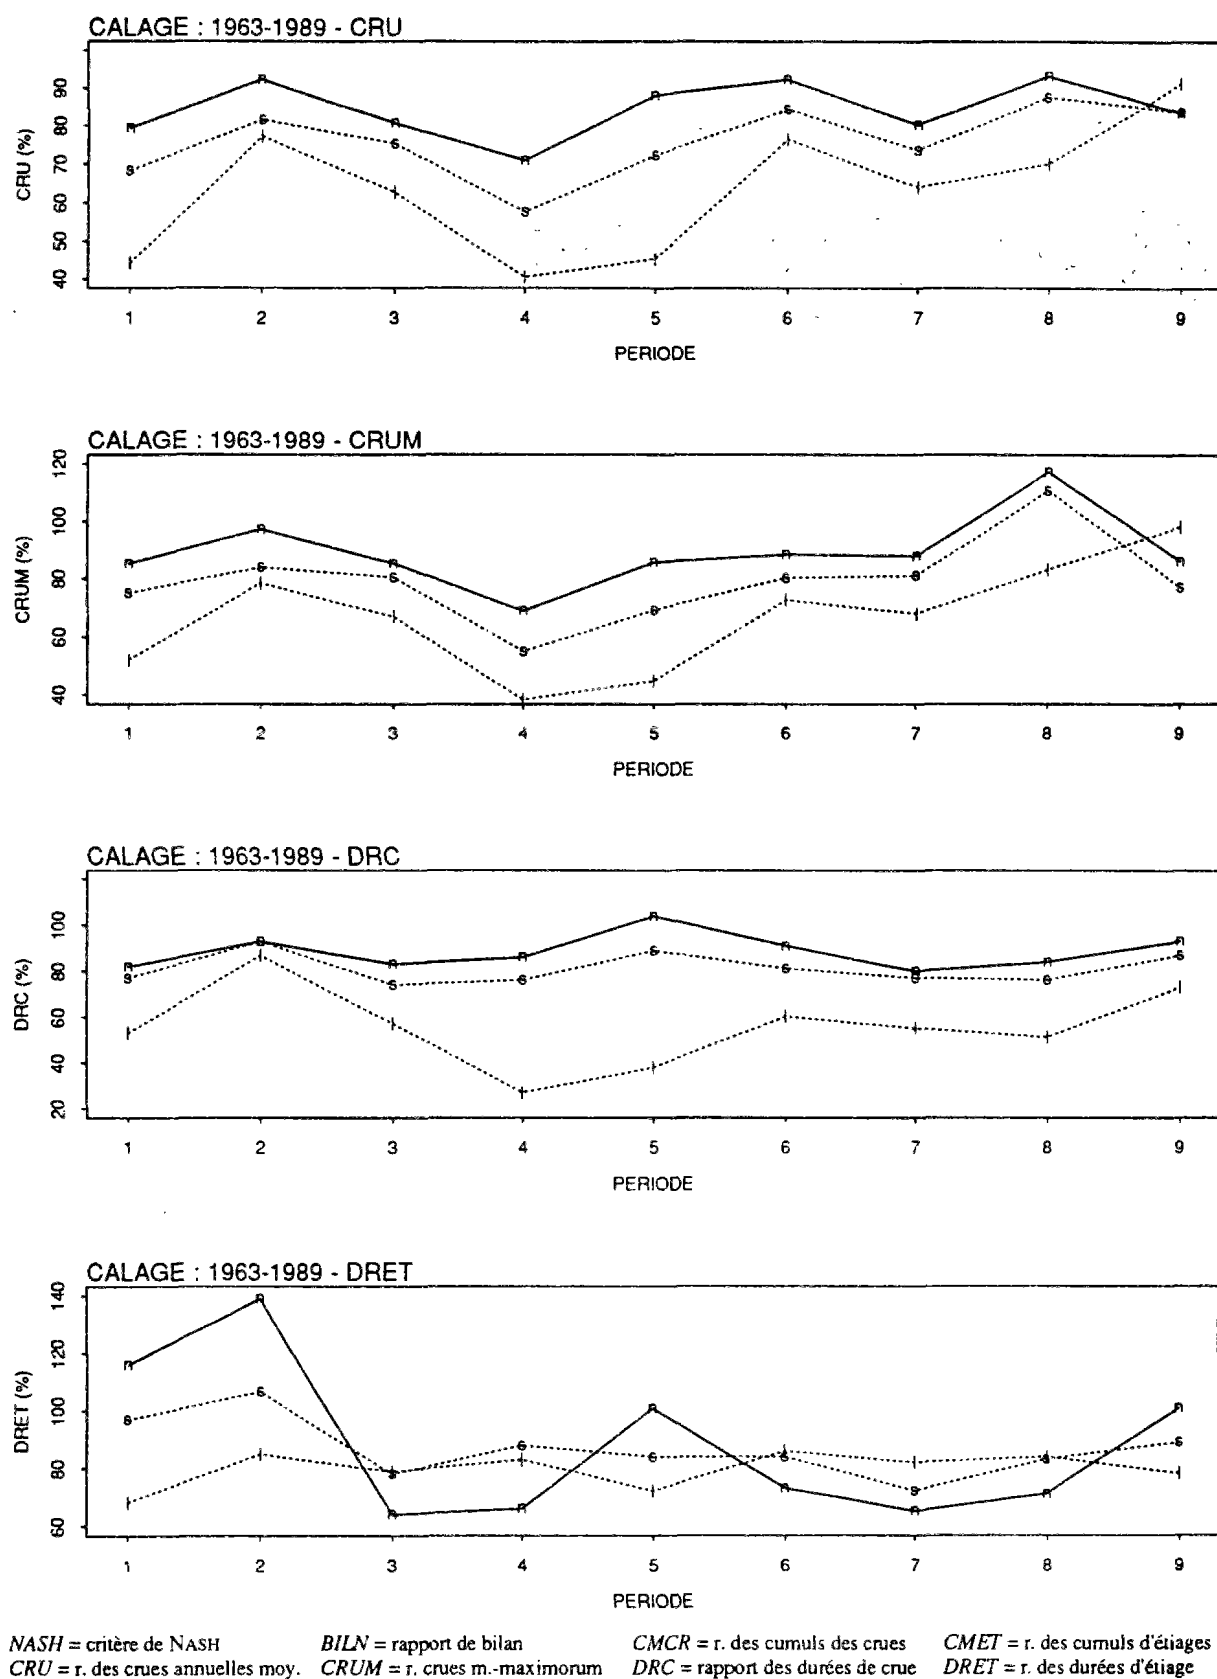 CALAGE : 1963-1989 - CRU
CRU (%)
90
80
70
60
50
40
1 2 3 4 5 6 7 8 9
PERIODE
CALAGE : 1963-1989 - CRUM
CRUM (%)
120
100
80
60
40
1 2 3 4 5 6 7 8 9
PERIODE
CALAGE : 1963-1989 - DRC
DRC (%)
100
80
60
40
20
1 2 3 4 5 6 7 8 9
PERIODE
CALAGE : 1963-1989 - DRET
DRET (%)
140
120
100
80
60
1 2 3 4 5 6 7 8 9
PERIODE
NASH = critère de NASH BILN = rapport de bilan CMCR = r. des cumuls des crues CMET = r. des cumuls d'étiages
CRU = r. des crues annuelles moy. CRUM = r. crues m.-maximorum DRC = rapport des durées de crue DRET = r. des durées d'étiage